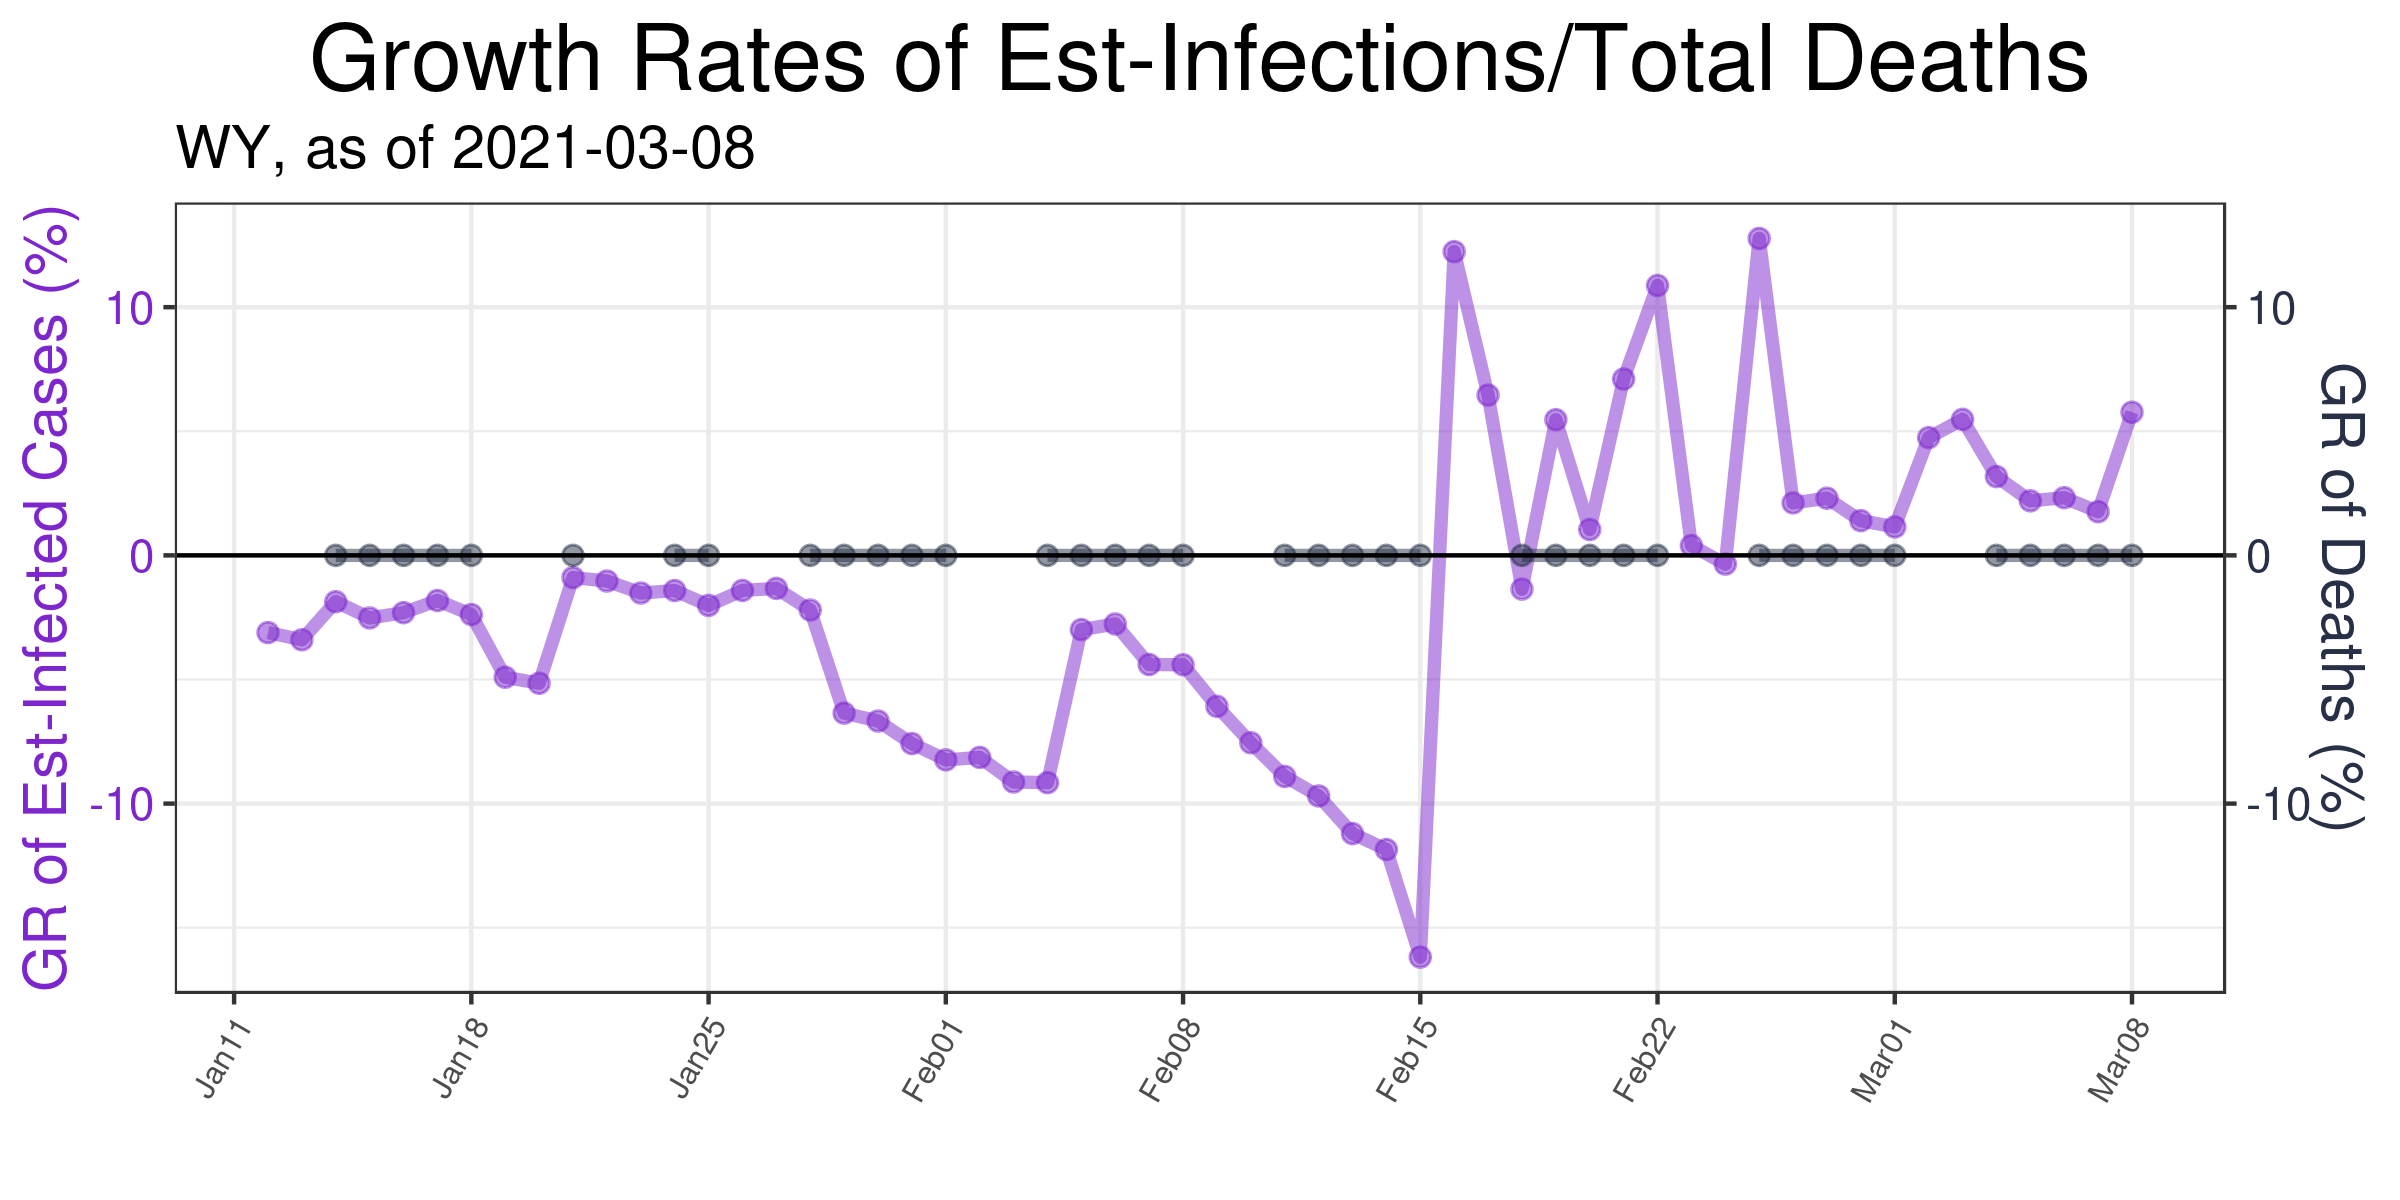 Growth Rates of Est-Infections/Total Deaths
WY, as of 2021-03-08
GR of Est-Infected Cases (%)
10
0
-10
10
0
-10
GR of Deaths (%)
Jan11
Jan18
Jan25
Feb01
Feb08
Feb15
Feb22
Mar01
Mar08